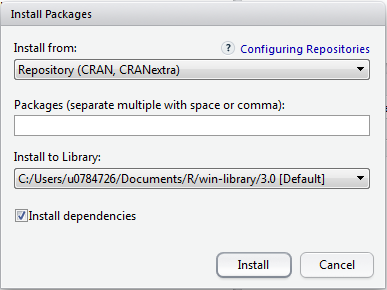 Install Packages
Install from:
? Configuring Repositories
Repository (CRAN, CRANextra)
Packages (separate multiple with space or comma):
Install to Library:
C:/Users/u0784726/Documents/R/win-library/3.0 [Default]
Install dependencies
Install
Cancel